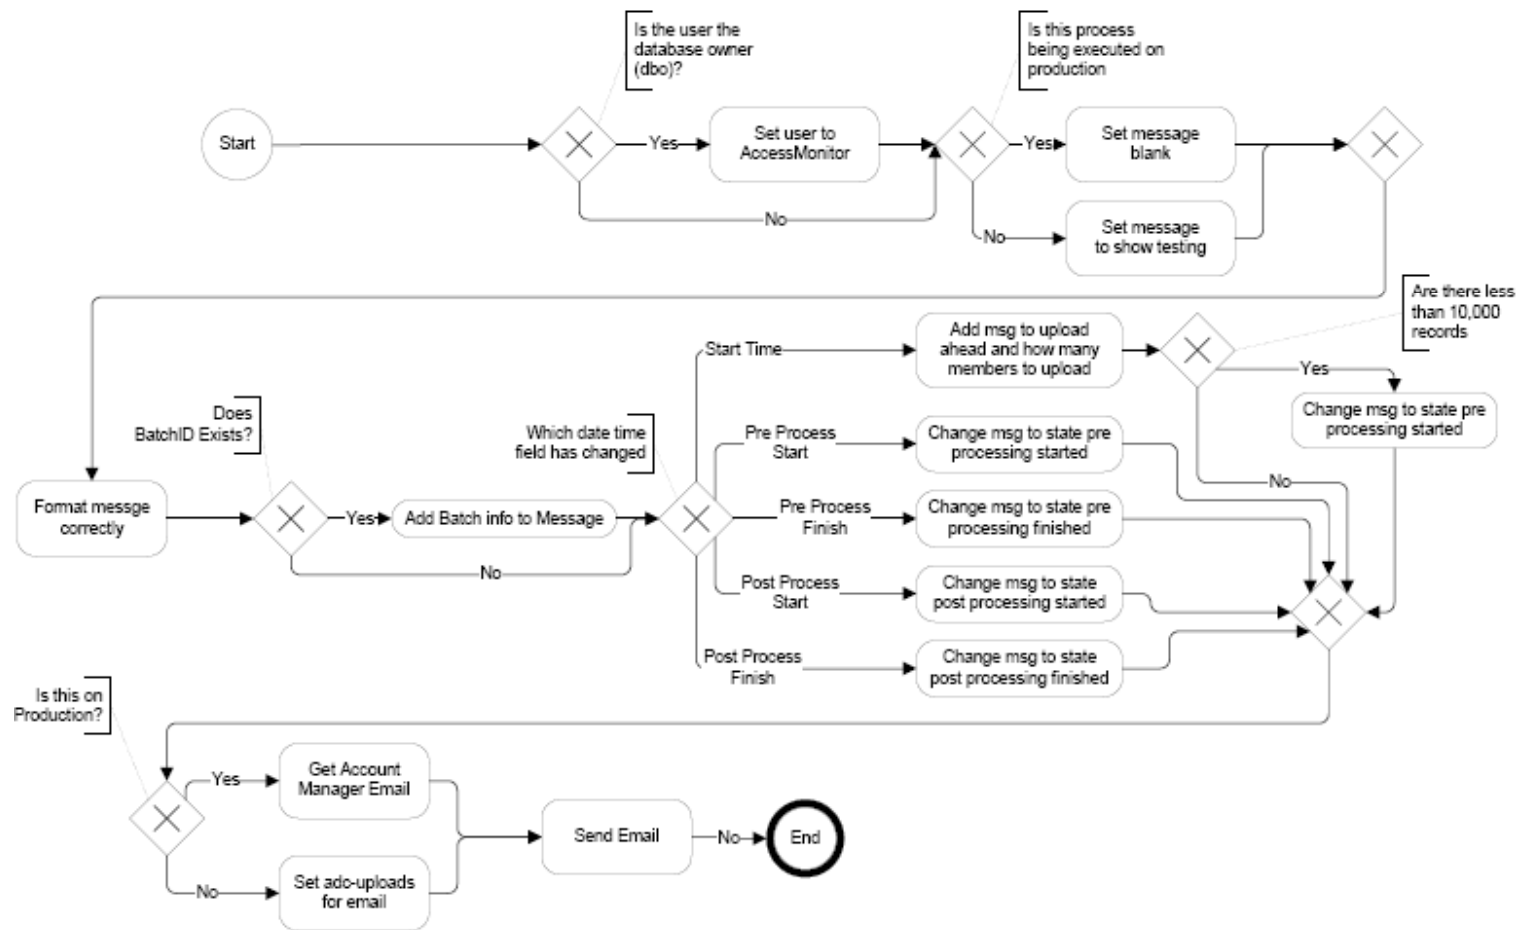 Is the user the
database owner
(dbo)?
Is this process
being executed on
production
Start
Yes
Set user to
AccessMonitor
Yes
Set message
blank
No
No
Set message
to show testing
Are there less
than 10,000
records
Start Time
Add msg to upload
ahead and how many
members to upload
Yes
Change msg to state pre
processing started
Does
BatchID Exists?
Which date time
field has changed
Pre Process
Start
Change msg to state pre
processing started
No
Format messge
correctly
Yes
Add Batch info to Message
No
Pre Process
Finish
Change msg to state pre
processing finished
Post Process
Start
Change msg to state
post processing started
Post Process
Finish
Change msg to state
post processing finished
Is this on
Production?
Yes
Get Account
Manager Email
Send Email
No
End
No
Set adc-uploads
for email